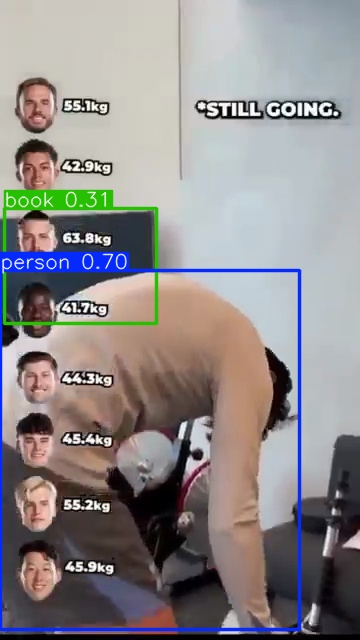 55.1kg
*STILL GOING.
42.9kg
book 0.31
63.8kg
person 0.70
41.7kg
44.3kg
45.4kg
55.2kg
45.9kg